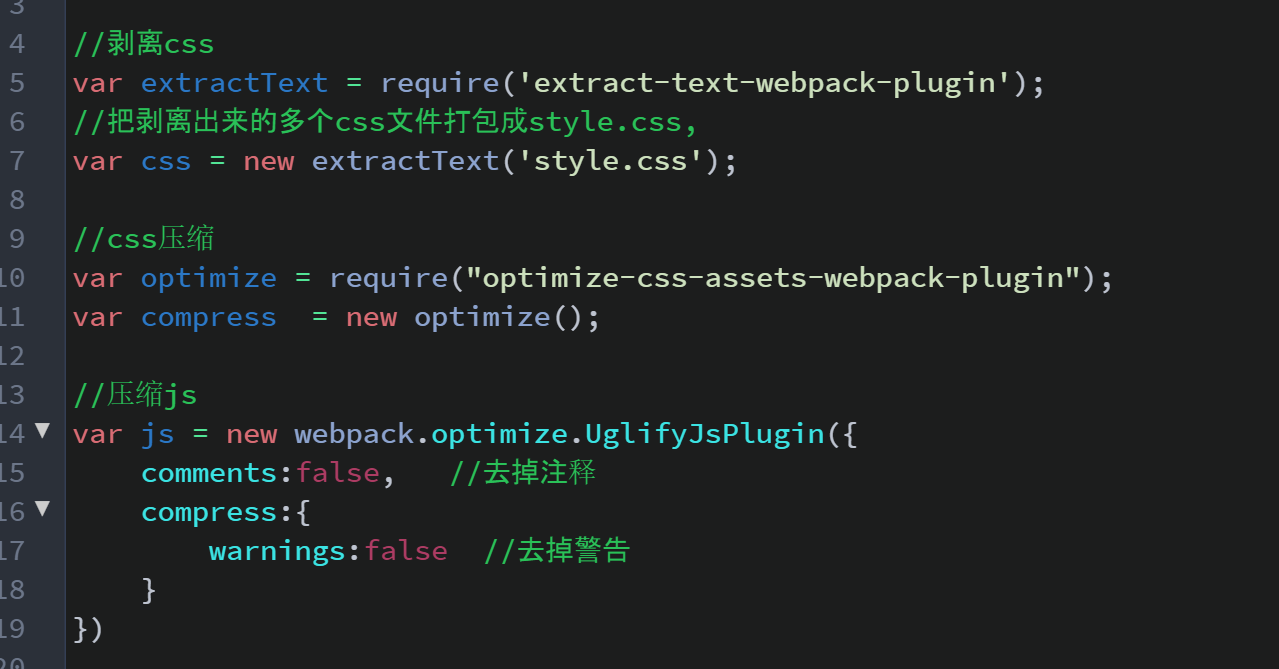 3
4 //剥离css
5 var extractText = require('extract-text-webpack-plugin');
6 //把剥离出来的多个css文件打包成style.css,
7 var css = new extractText('style.css');
8
9 //css压缩
10 var optimize = require("optimize-css-assets-webpack-plugin");
11 var compress  = new optimize();
12
13 //压缩js
14 var js = new webpack.optimize.UglifyJsPlugin({
15     comments:false,   //去掉注释
16     compress:{
17         warnings:false  //去掉警告
18     }
19 })
20